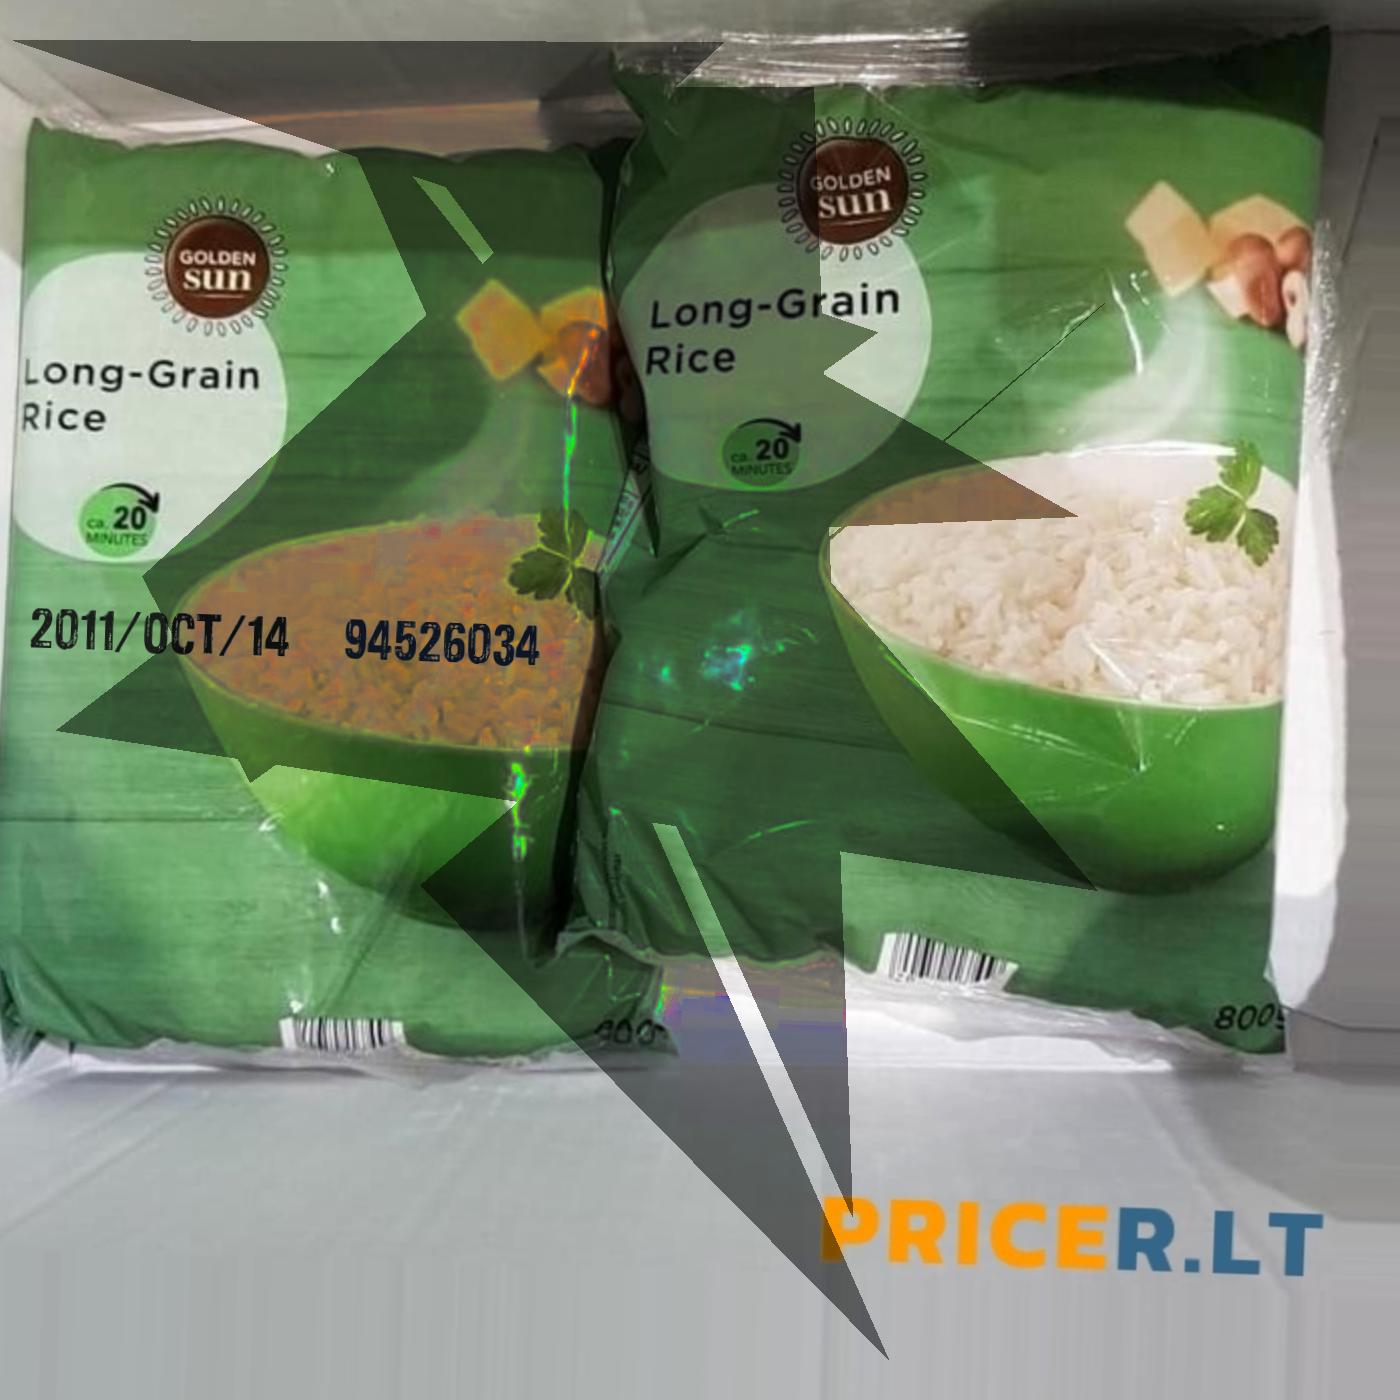 GOLDEN
sun
Long-Grain
Rice
ca. 20
MINUTES
2011/OCT/14 94526034
GOLDEN
sun
Long-Grain
Rice
ca. 20
MINUTES
800g
PRICER.LT